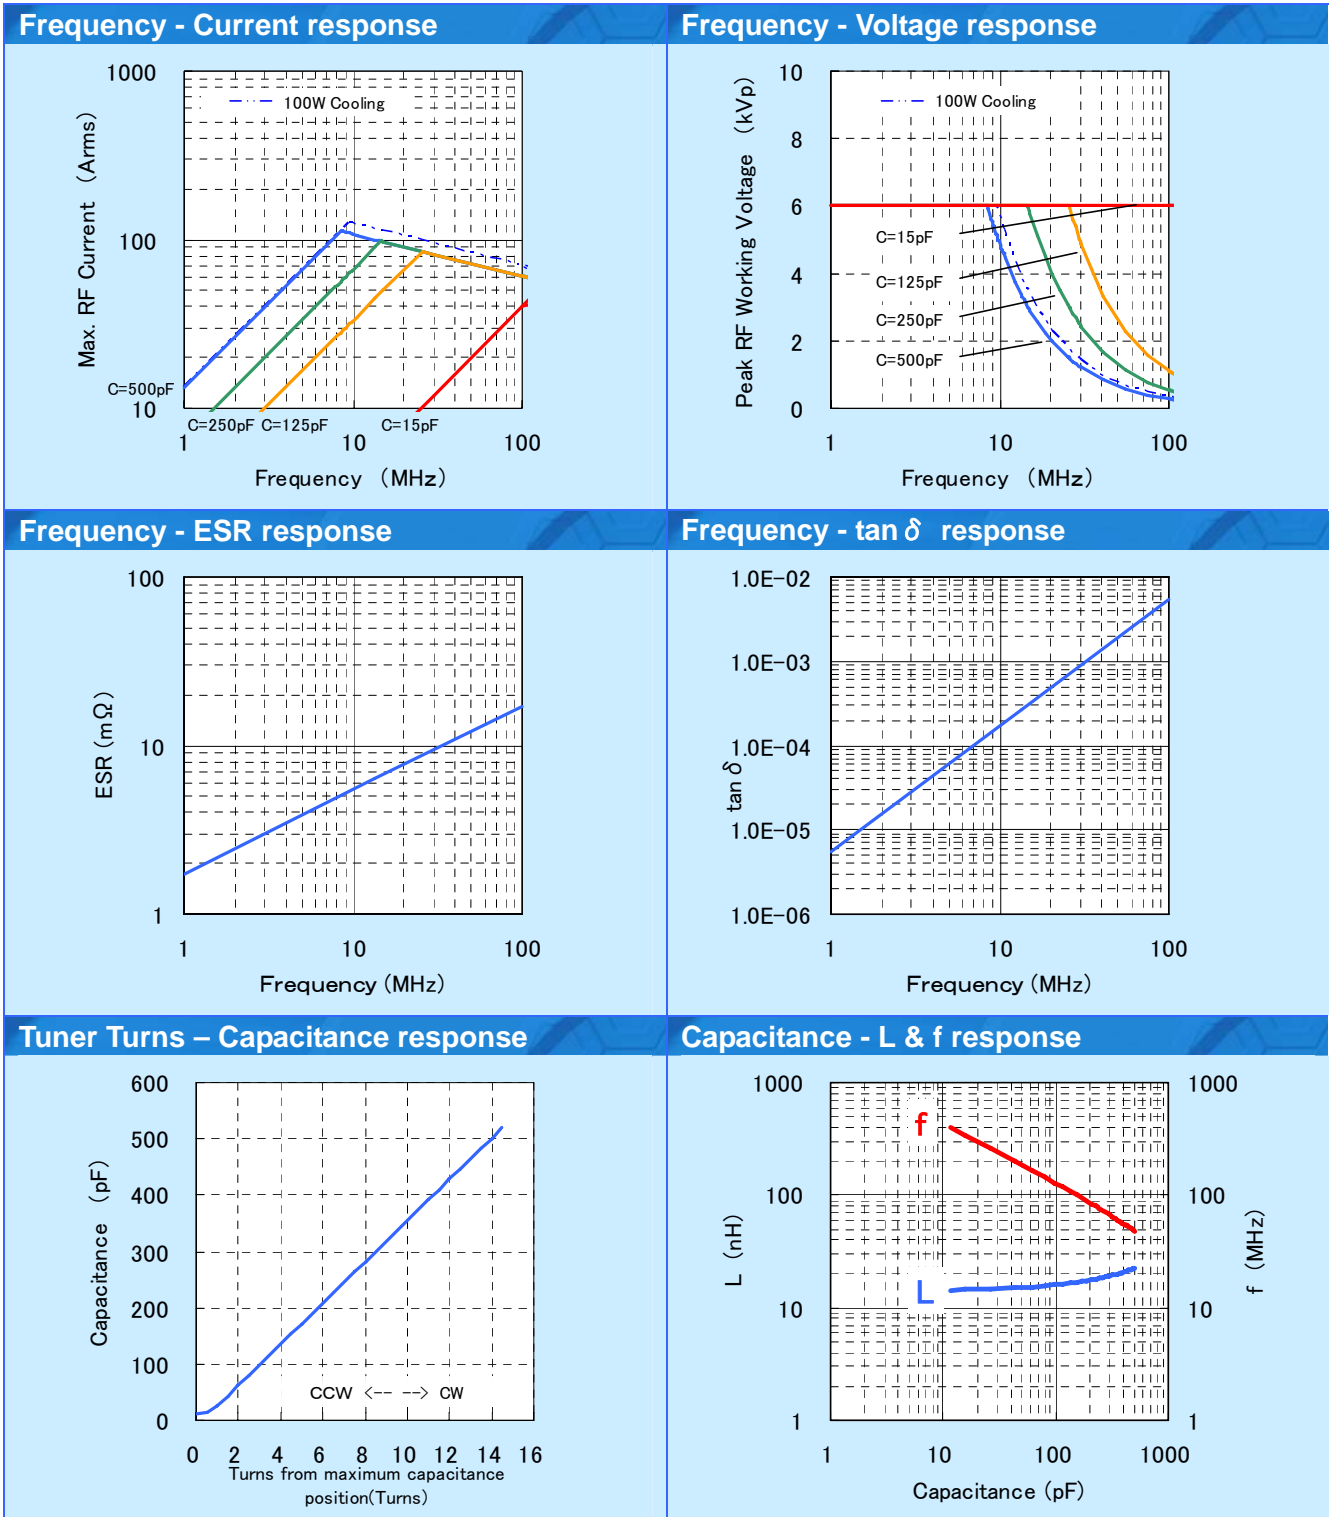 Frequency - Current response
1000
100
10
1
10
100
100W Cooling
Max. RF Current （Arms)
C=500pF
C=250pF
C=125pF
C=15pF
Frequency （MHz）
Frequency - Voltage response
10
8
6
4
2
0
1
10
100
100W Cooling
Peak RF Working Voltage （kVp）
C=15pF
C=125pF
C=250pF
C=500pF
Frequency （MHz）
Frequency - ESR response
100
10
1
1
10
100
ESR(mΩ)
Frequency(MHz)
Frequency - tan δ response
1.0E-02
1.0E-03
1.0E-04
1.0E-05
1.0E-06
1
10
100
tan δ
Frequency(MHz)
Tuner Turns – Capacitance response
600
500
400
300
200
100
0
0 2 4 6 8 10 12 14 16
Capacitance （pF）
CCW <-- --> CW
Turns from maximum capacitance
position(Turns)
Capacitance - L & f response
1000
100
10
1
1000
100
10
1
1
10
100
1000
f
L
L （nH）
f （MHz）
Capacitance (pF)